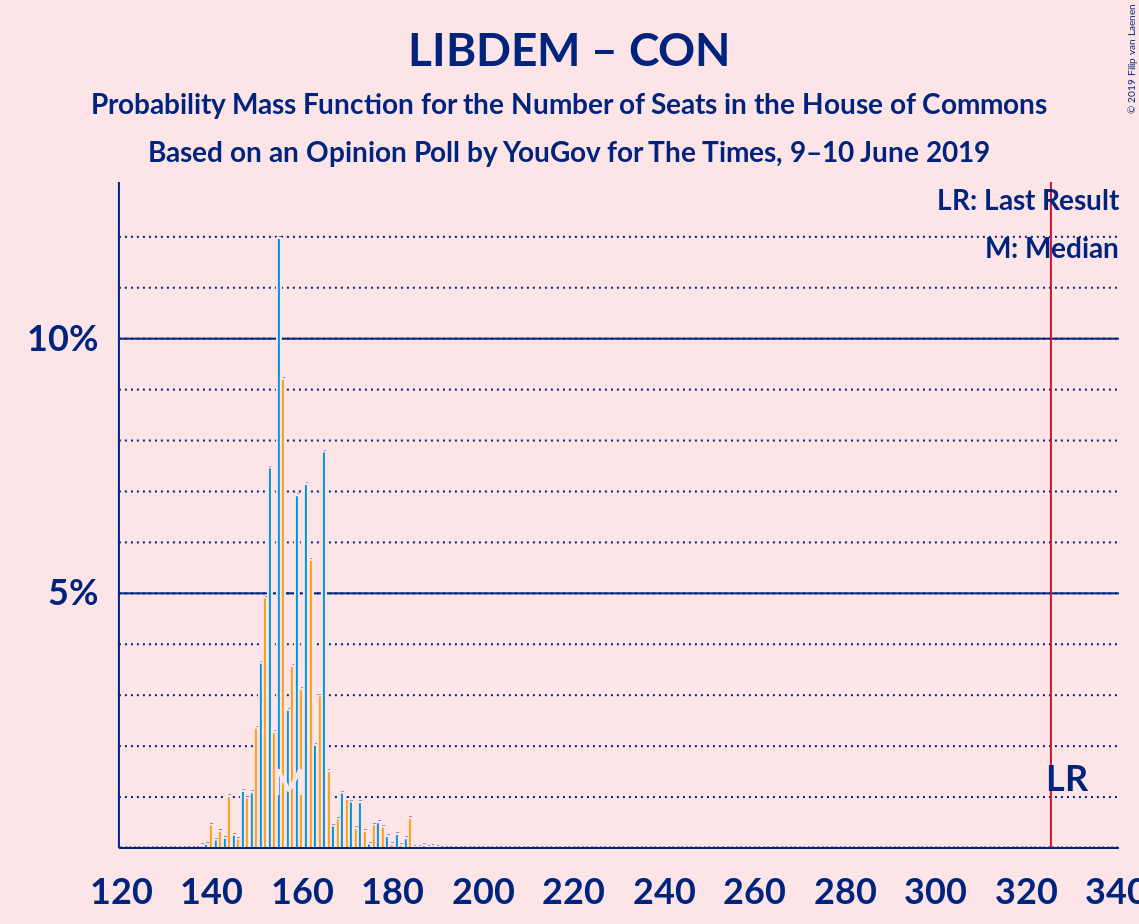 © 2019 Filip van Laenen
LIBDEM – CON
Probability Mass Function for the Number of Seats in the House of Commons
Based on an Opinion Poll by YouGov for The Times, 9–10 June 2019
LR: Last Result
M: Median
10%
5%
M
LR
120 140 160 180 200 220 240 260 280 300 320 340